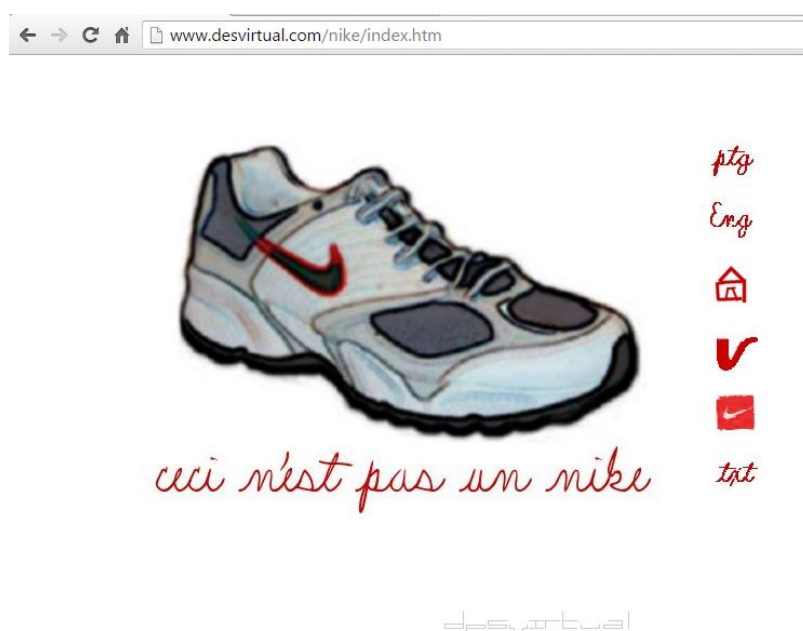 www.desvirtual.com/nike/index.htm
ptg
Eng
ceci n'est pas un nike
txt
desvirtual